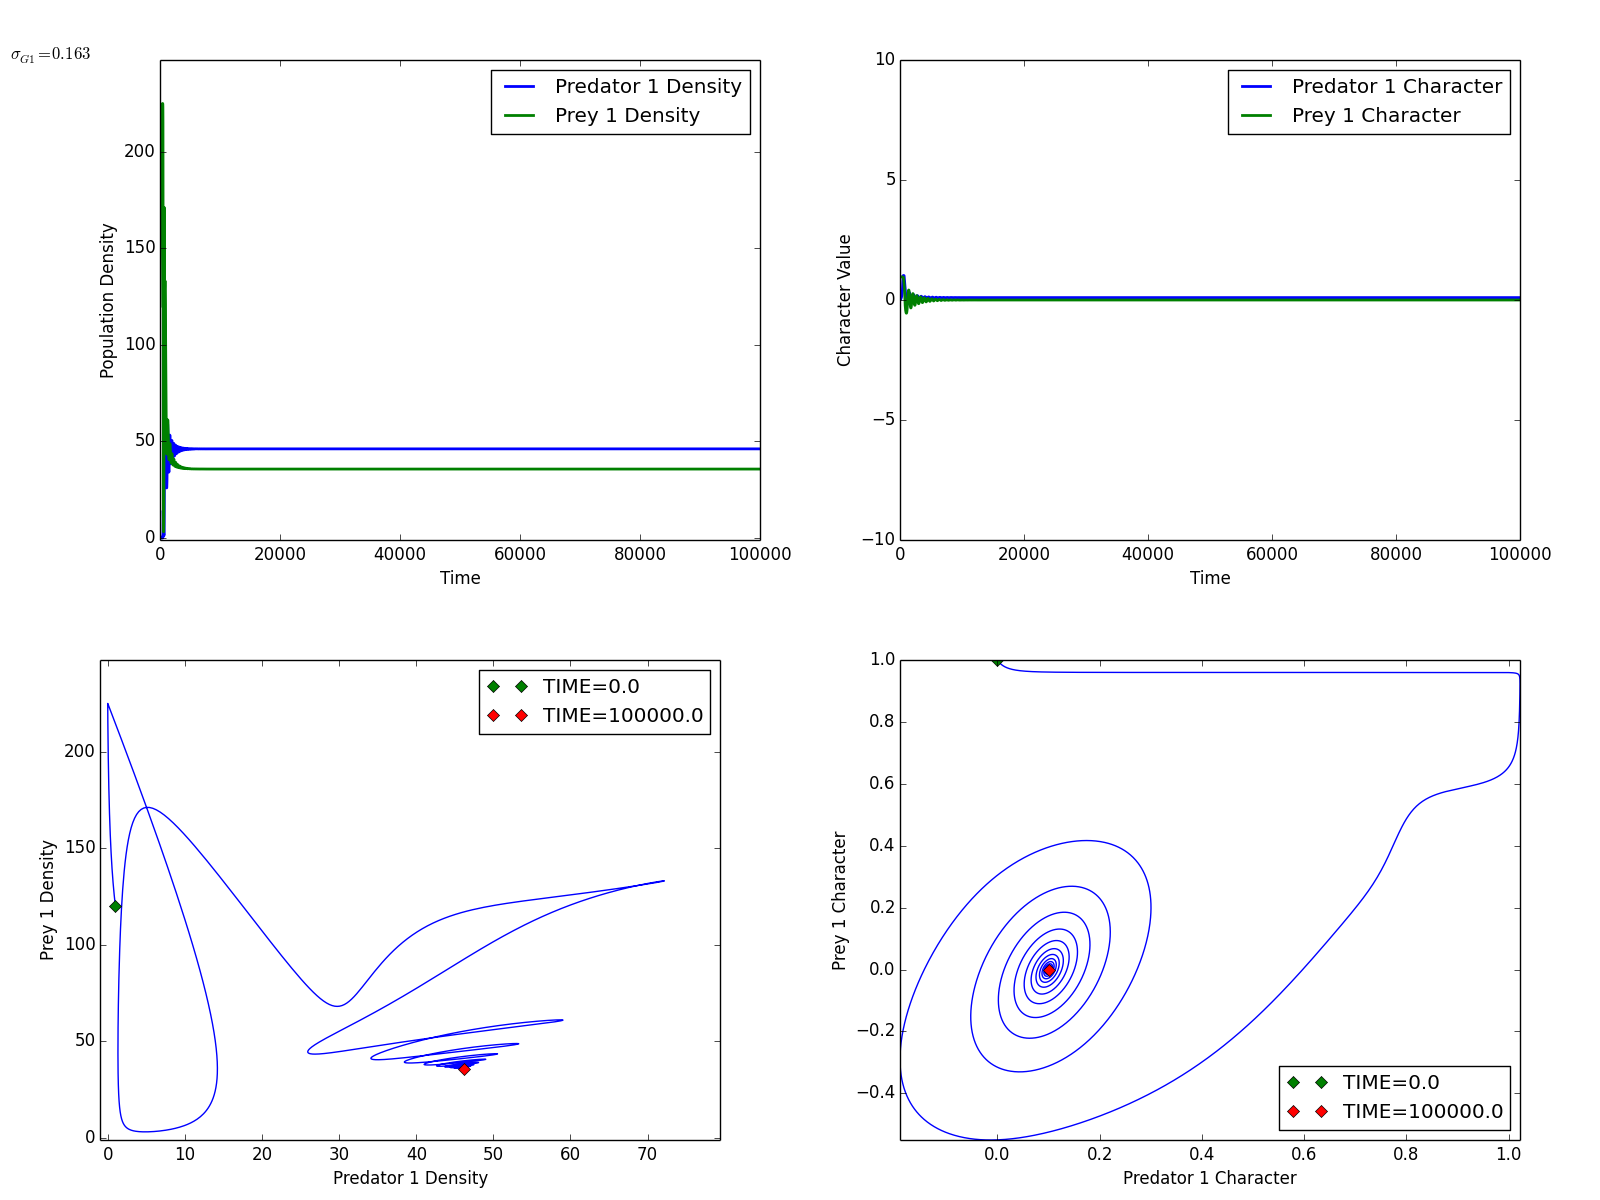 σG1=0.163
Predator 1 Density
Prey 1 Density
200
150
100
50
0
Population Density
0 20000 40000 60000 80000 100000
Time
Predator 1 Character
Prey 1 Character
10
5
0
−5
−10
Character Value
0 20000 40000 60000 80000 100000
Time
TIME=0.0
TIME=100000.0
200
150
100
50
0
Prey 1 Density
0 10 20 30 40 50 60 70
Predator 1 Density
1.0
0.8
0.6
0.4
0.2
0.0
−0.2
−0.4
Prey 1 Character
TIME=0.0
TIME=100000.0
0.0 0.2 0.4 0.6 0.8 1.0
Predator 1 Character